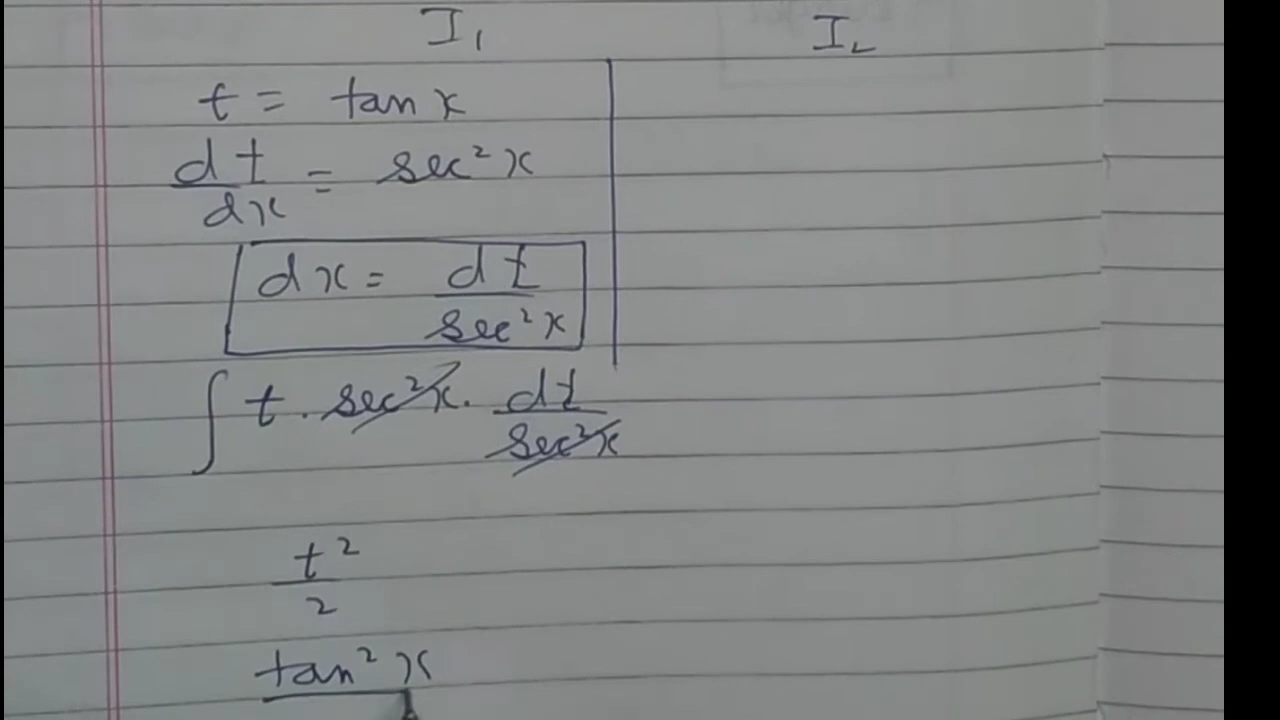 I₁ I₂
t = tan x
dt/dx = sec² x
dx = dt/sec² x
∫ t . sec² x . dt/sec² x
t²/2
tan² x